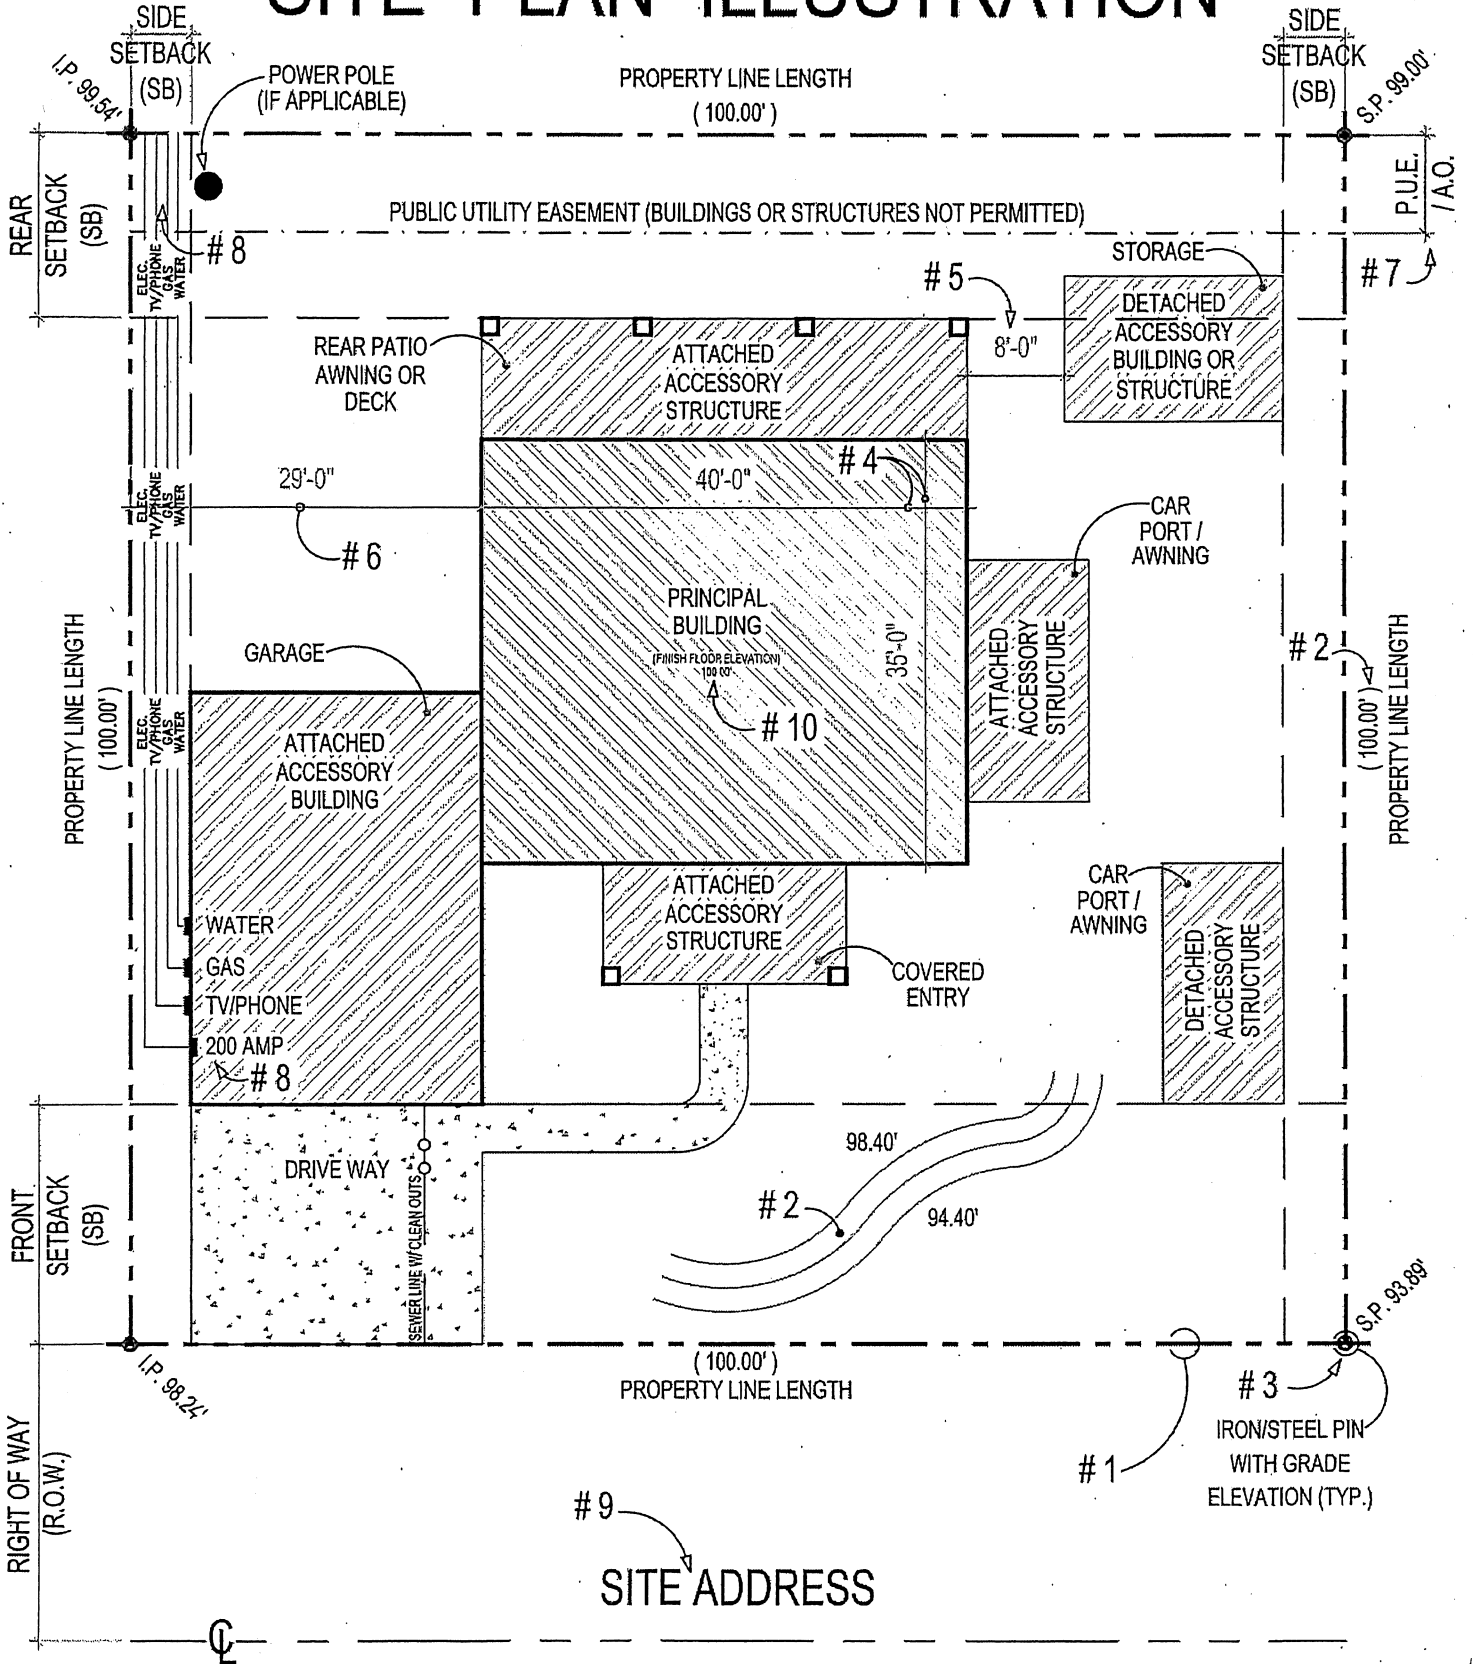 SITE PLAN ILLUSTRATION
SIDE
SETBACK
(SB)
SIDE
SETBACK
(SB)
I.P. 99.54'
POWER POLE
(IF APPLICABLE)
PROPERTY LINE LENGTH
(100.00')
S.P. 99.00'
REAR
SETBACK
(SB)
P.U.E.
/ A.O.
PUBLIC UTILITY EASEMENT (BUILDINGS OR STRUCTURES NOT PERMITTED)
# 8
ELEC.
TV/PHONE
GAS
WATER
STORAGE
# 7
# 5
8'-0"
DETACHED
ACCESSORY
BUILDING OR
STRUCTURE
REAR PATIO
AWNING OR
DECK
ATTACHED
ACCESSORY
STRUCTURE
29'-0"
40'-0"
# 4
ELEC.
TV/PHONE
GAS
WATER
# 6
CAR
PORT /
AWNING
PRINCIPAL
BUILDING
(FINISH FLOOR ELEVATION)
100.00'
35'-0"
# 10
ATTACHED
ACCESSORY
STRUCTURE
# 2
(100.00')
PROPERTY LINE LENGTH
PROPERTY LINE LENGTH
(100.00')
GARAGE
ELEC.
TV/PHONE
GAS
WATER
ATTACHED
ACCESSORY
BUILDING
ATTACHED
ACCESSORY
STRUCTURE
CAR
PORT /
AWNING
WATER
GAS
TV/PHONE
200 AMP
# 8
COVERED
ENTRY
DETACHED
ACCESSORY
STRUCTURE
FRONT
SETBACK
(SB)
DRIVE WAY
SEWER LINE W/CLEAN OUTS
98.40'
# 2
94.40'
S.P. 93.89'
I.P. 98.24'
(100.00')
PROPERTY LINE LENGTH
# 3
IRON/STEEL PIN
WITH GRADE
ELEVATION (TYP.)
# 1
RIGHT OF WAY
(R.O.W.)
# 9
SITE ADDRESS
CL